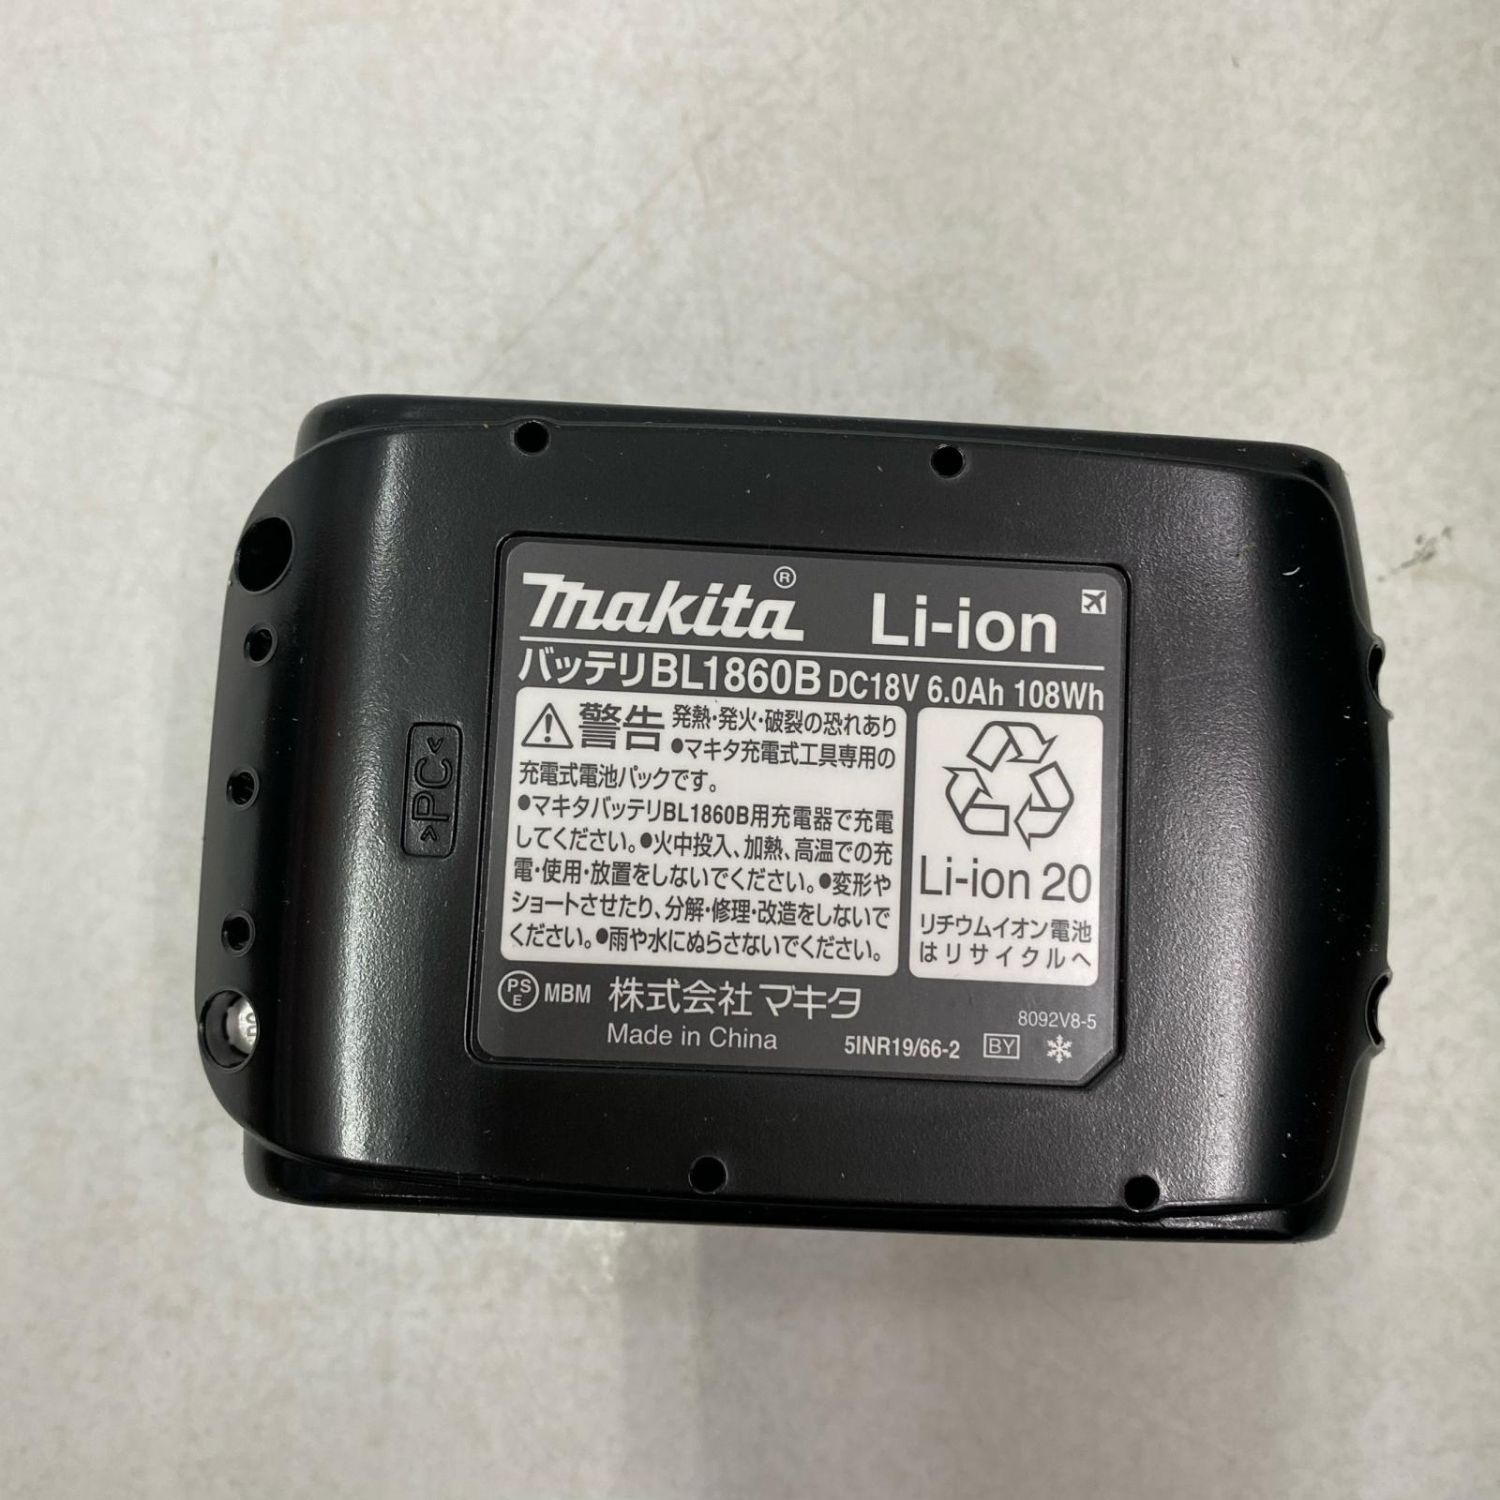 makita® Li-ion
バッテリBL1860B DC18V 6.0Ah 108Wh
警告 発熱・発火・破裂の恐れあり
●マキタ充電式工具専用の
充電式電池パックです。
●マキタバッテリBL1860B用充電器で充電
してください。●火中投入、加熱、高温での充
電・使用・放置をしないでください。●変形や
ショートさせたり、分解・修理・改造をしないで
ください。●雨や水にぬらさないでください。
Li-ion 20
リチウムイオン電池
はリサイクルへ
PSE MBM 株式会社マキタ
Made in China
8092V8-5
5INR19/66-2 BY
>PC<